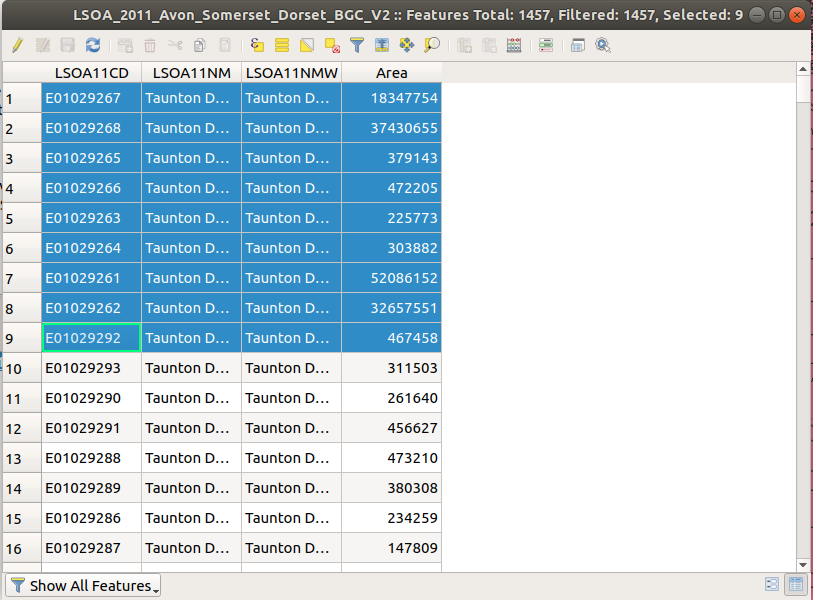 LSOA_2011_Avon_Somerset_Dorset_BGC_V2 :: Features Total: 1457, Filtered: 1457, Selected: 9
LSOA11CD LSOA11NM LSOA11NMW Area
1 E01029267 Taunton D... Taunton D... 18347754
2 E01029268 Taunton D... Taunton D... 37430655
3 E01029265 Taunton D... Taunton D... 379143
4 E01029266 Taunton D... Taunton D... 472205
5 E01029263 Taunton D... Taunton D... 225773
6 E01029264 Taunton D... Taunton D... 303882
7 E01029261 Taunton D... Taunton D... 52086152
8 E01029262 Taunton D... Taunton D... 32657551
9 E01029292 Taunton D... Taunton D... 467458
10 E01029293 Taunton D... Taunton D... 311503
11 E01029290 Taunton D... Taunton D... 261640
12 E01029291 Taunton D... Taunton D... 456627
13 E01029288 Taunton D... Taunton D... 473210
14 E01029289 Taunton D... Taunton D... 380308
15 E01029286 Taunton D... Taunton D... 234259
16 E01029287 Taunton D... Taunton D... 147809
Show All Features